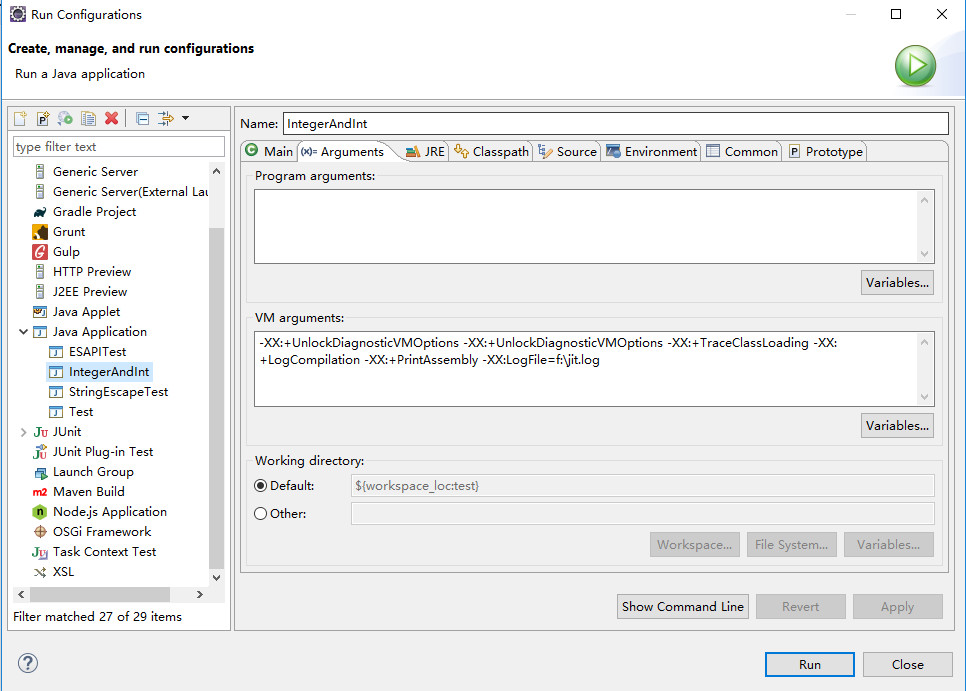 Run Configurations
Create, manage, and run configurations
Run a Java application
type filter text
Generic Server
Generic Server(External Lau
Gradle Project
Grunt
Gulp
HTTP Preview
J2EE Preview
Java Applet
Java Application
ESAPITest
IntegerAndInt
StringEscapeTest
Test
JUnit
JUnit Plug-in Test
Launch Group
Maven Build
Node.js Application
OSGi Framework
Task Context Test
XSL
Filter matched 27 of 29 items
Name: IntegerAndInt
Main (x)= Arguments JRE Classpath Source Environment Common Prototype
Program arguments:
Variables...
VM arguments:
-XX:+UnlockDiagnosticVMOptions -XX:+UnlockDiagnosticVMOptions -XX:+TraceClassLoading -XX:
+LogCompilation -XX:+PrintAssembly -XX:LogFile=f:\jit.log
Variables...
Working directory:
Default: ${workspace_loc:test}
Other:
Workspace... File System... Variables...
Show Command Line Revert Apply
Run Close